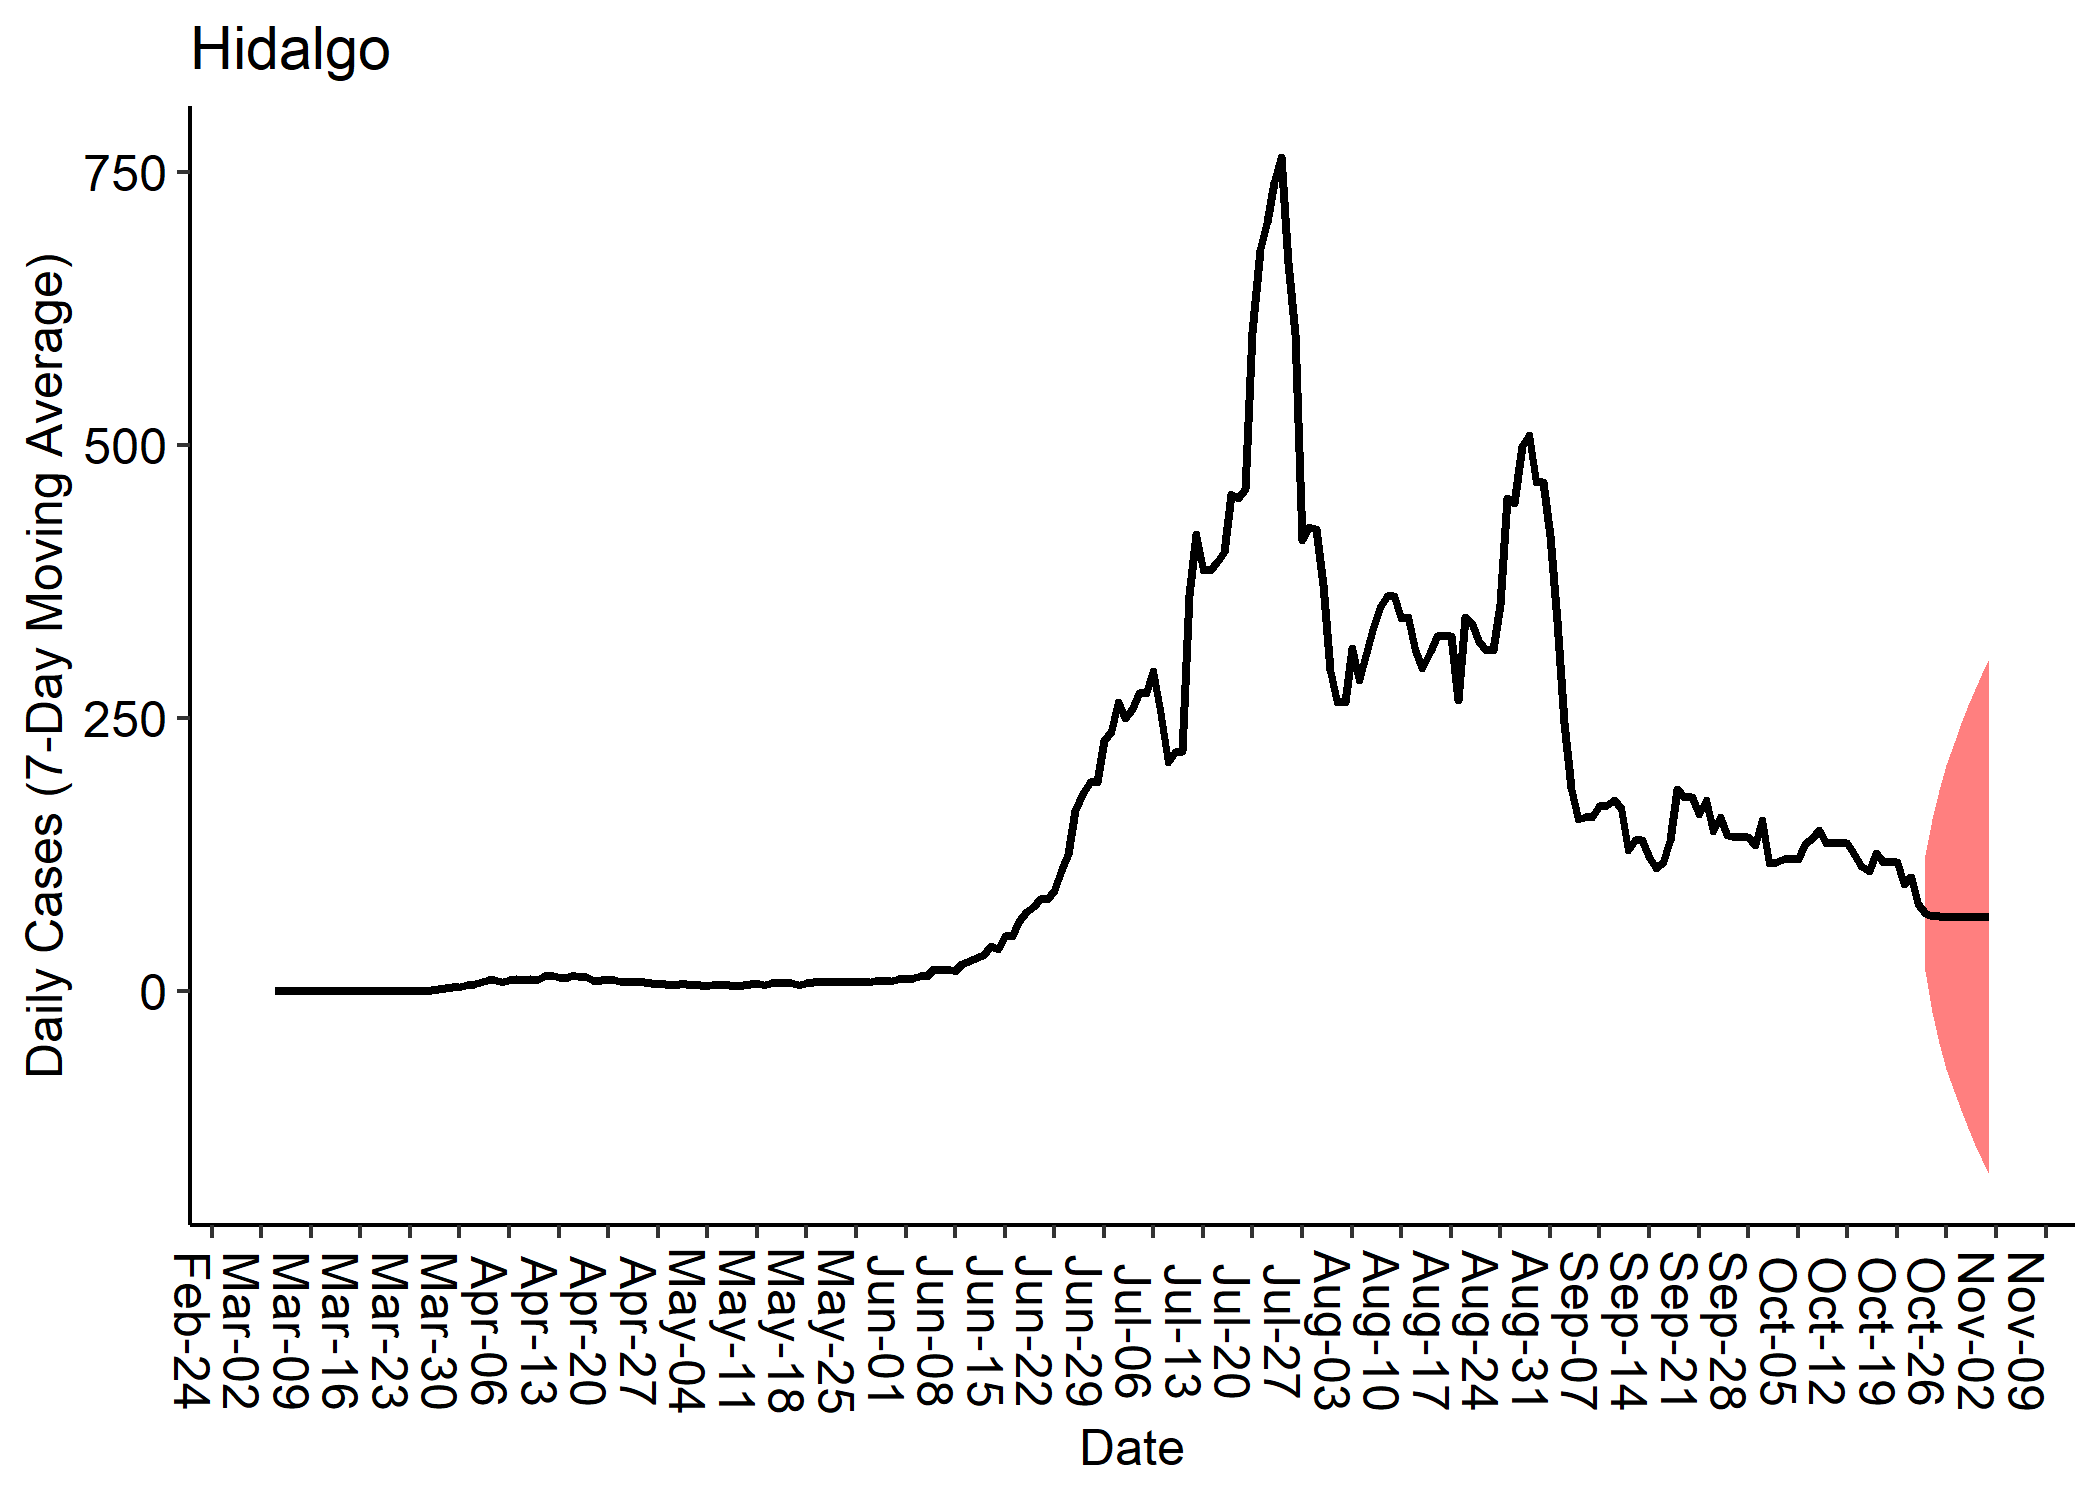 Hidalgo
Daily Cases (7-Day Moving Average)
750
500
250
0
Feb-24
Mar-02
Mar-09
Mar-16
Mar-23
Mar-30
Apr-06
Apr-13
Apr-20
Apr-27
May-04
May-11
May-18
May-25
Jun-01
Jun-08
Jun-15
Jun-22
Jun-29
Jul-06
Jul-13
Jul-20
Jul-27
Aug-03
Aug-10
Aug-17
Aug-24
Aug-31
Sep-07
Sep-14
Sep-21
Sep-28
Oct-05
Oct-12
Oct-19
Oct-26
Nov-02
Nov-09
Date